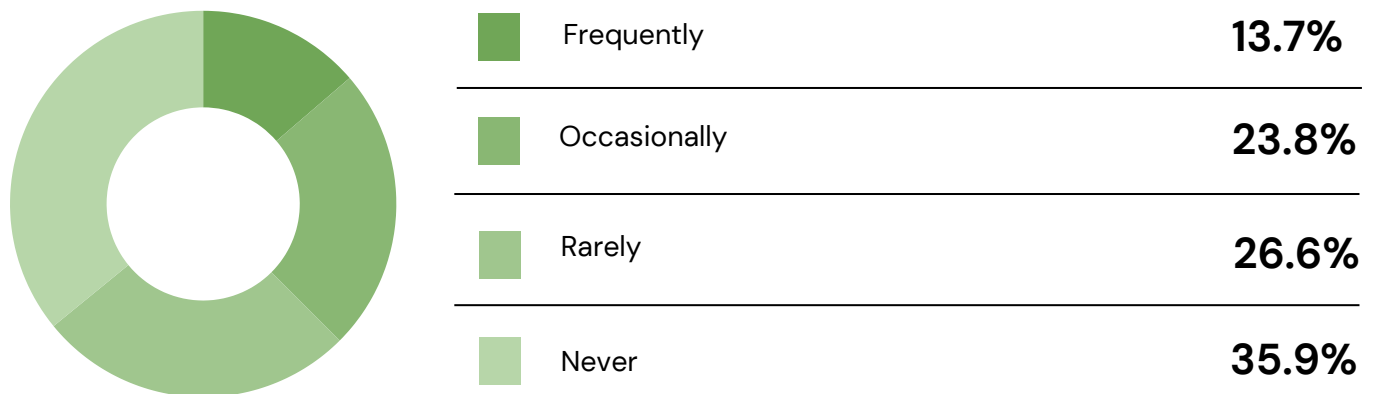 Frequently 13.7%
Occasionally 23.8%
Rarely 26.6%
Never 35.9%